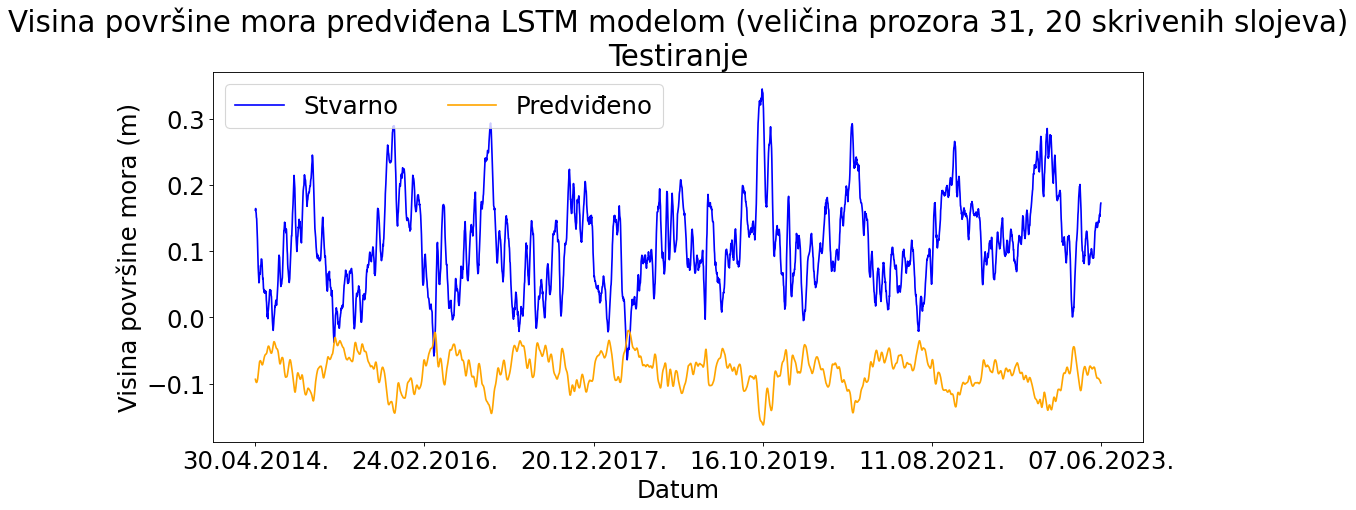 Visina površine mora predviđena LSTM modelom (veličina prozora 31, 20 skrivenih slojeva)
Testiranje
Stvarno Predviđeno
Visina površine mora (m)
0.3
0.2
0.1
0.0
−0.1
30.04.2014. 24.02.2016. 20.12.2017. 16.10.2019. 11.08.2021. 07.06.2023.
Datum